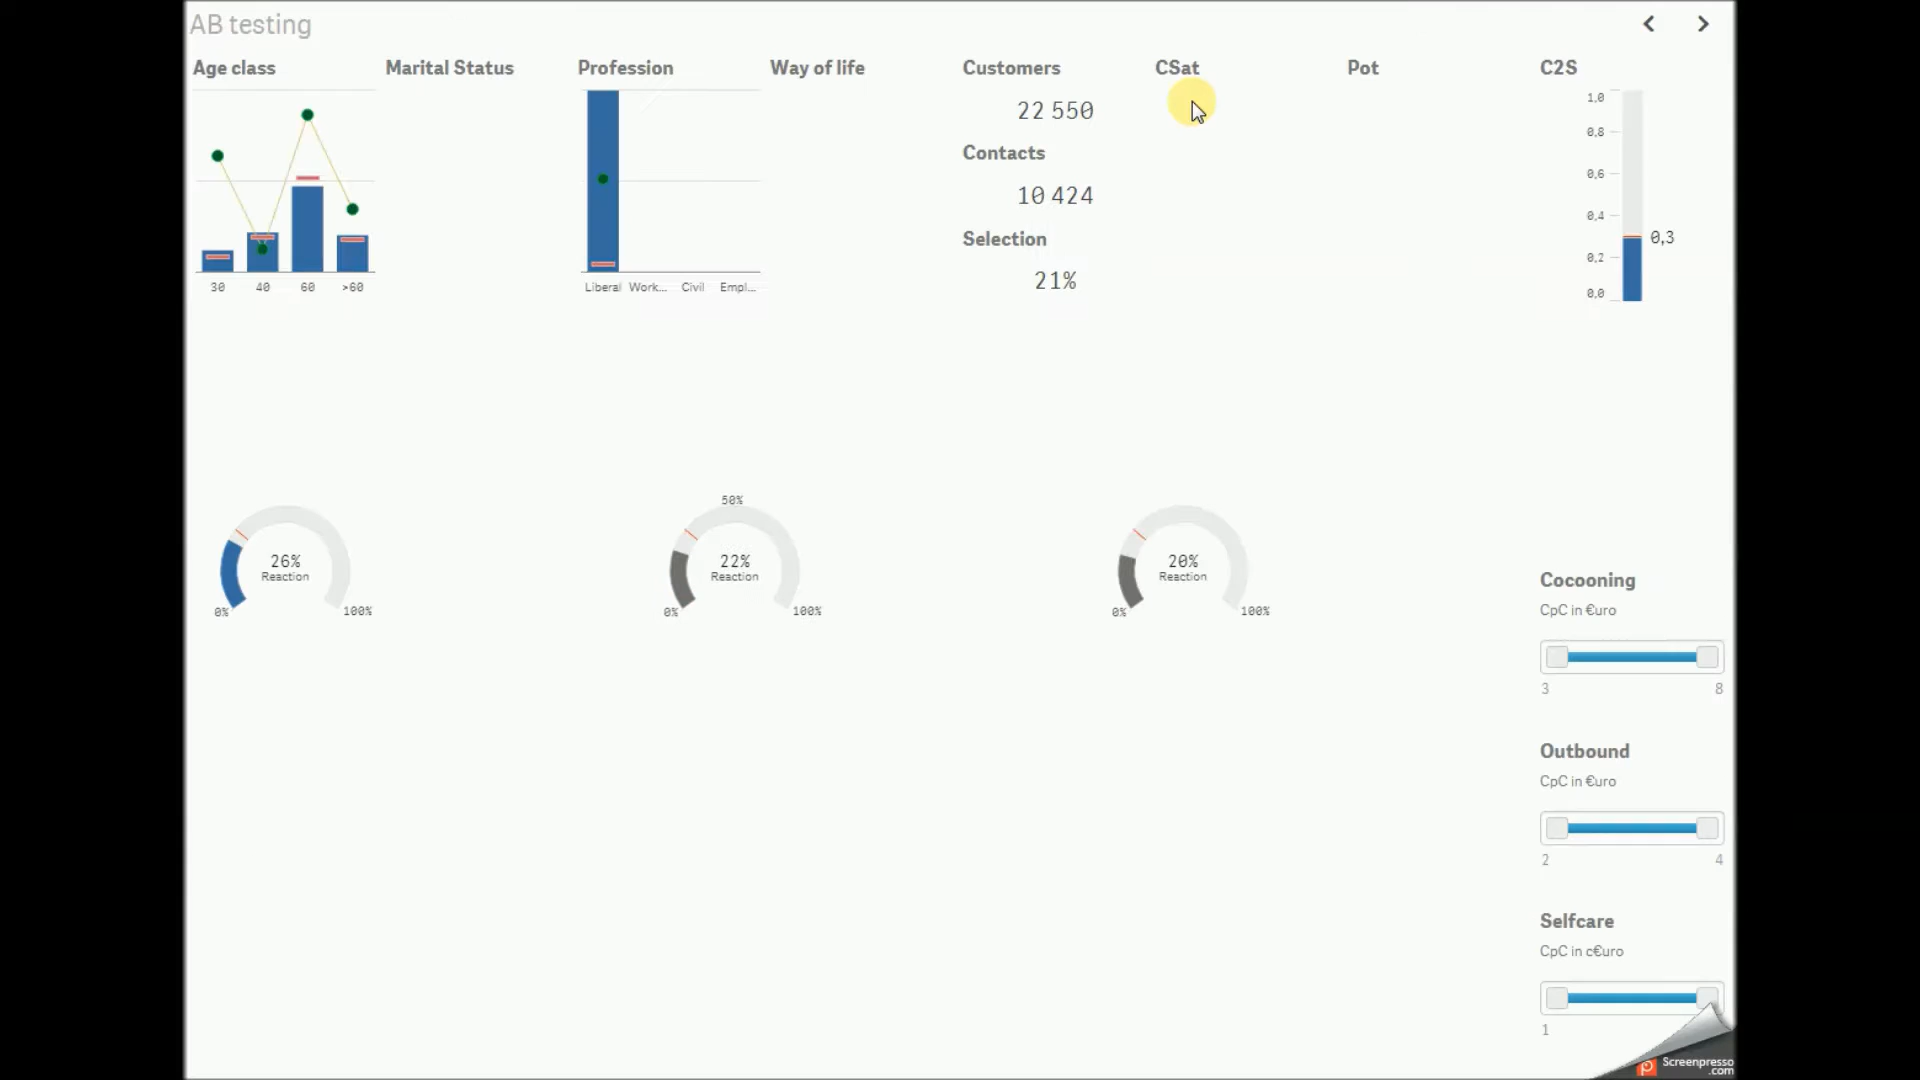 AB testing
Age class
Marital Status
Profession
Way of life
Customers
CSat
Pot
C2S
22 550
Contacts
10 424
Selection
21%
1.0
0,8
0,6
0,4
0,2
0,0
0,3
30 40 60 >60
Liberal Work... Civil Empl...
26%
Reaction
0% 100%
50%
22%
Reaction
0% 100%
20%
Reaction
0% 100%
Cocooning
CpC in €uro
3 8
Outbound
CpC in €uro
2 4
Selfcare
CpC in c€uro
1
Screenpresso
.com